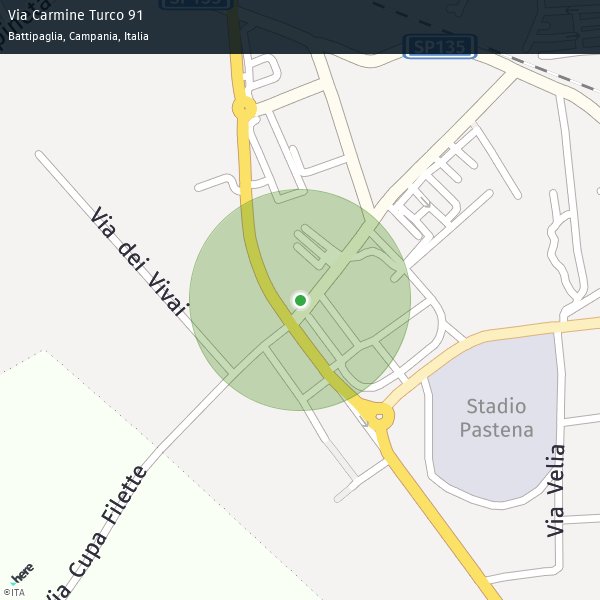 Via Carmine Turco 91
Battipaglia, Campania, Italia
SP135
Via dei Vivai
Stadio
Pastena
Via Velia
Via Cupa Filette
here
©ITA